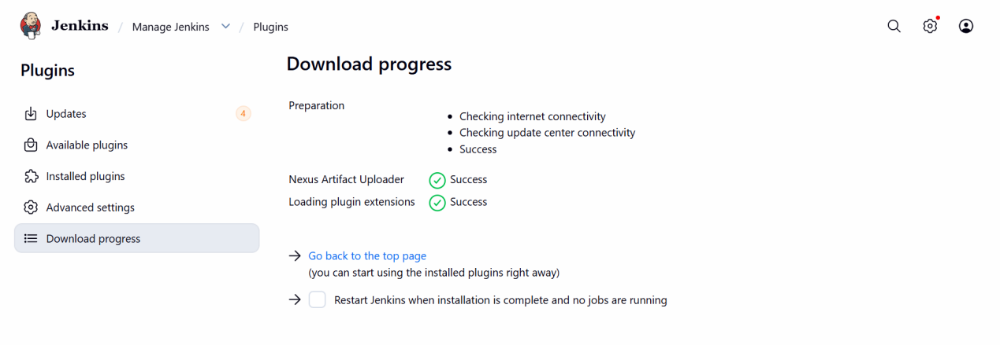 Jenkins / Manage Jenkins / Plugins
Plugins
Updates 4
Available plugins
Installed plugins
Advanced settings
Download progress
Download progress
Preparation
Checking internet connectivity
Checking update center connectivity
Success
Nexus Artifact Uploader Success
Loading plugin extensions Success
Go back to the top page
(you can start using the installed plugins right away)
Restart Jenkins when installation is complete and no jobs are running